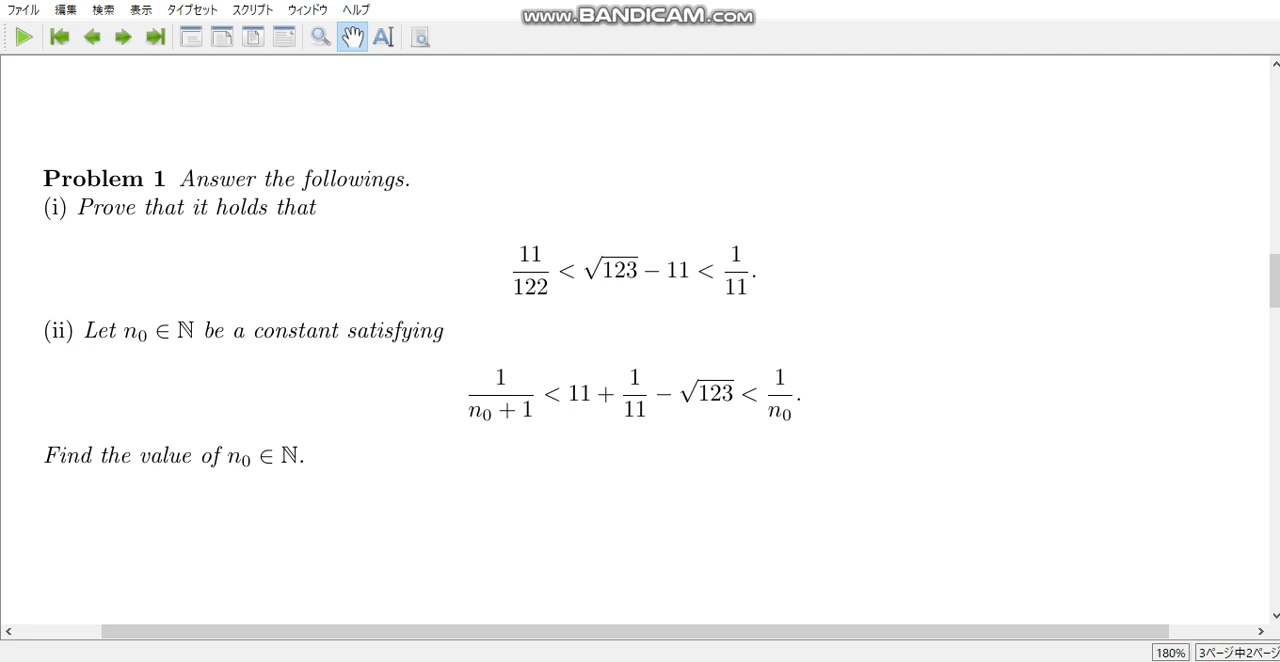 ファイル 編集 検索 表示 タイプセット スクリプト ウィンドウ ヘルプ
www.BANDICAM.com
Problem 1 Answer the followings.
(i) Prove that it holds that
11/122 < √123 − 11 < 1/11.
(ii) Let n₀ ∈ ℕ be a constant satisfying
1/(n₀ + 1) < 11 + 1/11 − √123 < 1/n₀.
Find the value of n₀ ∈ ℕ.
180% 3ページ中2ページ